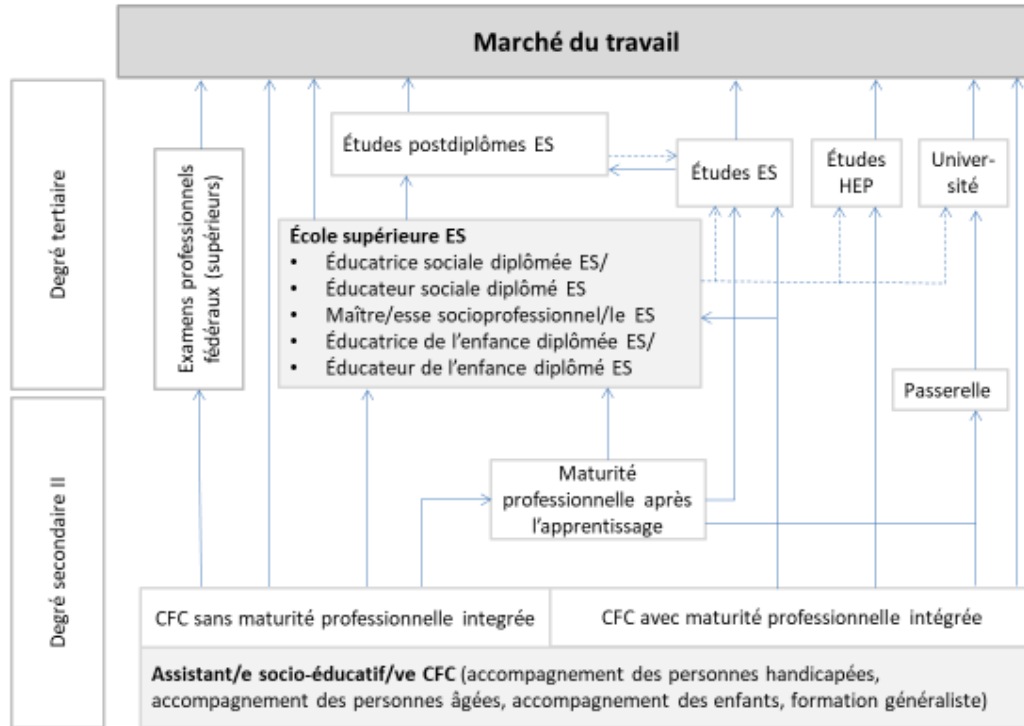 Marché du travail
Degré tertiaire
Examens professionnels
fédéraux (supérieurs)
Études postdiplômes ES
Études ES
Études
HEP
Univer-
sité
École supérieure ES
• Éducatrice sociale diplômée ES/
• Éducateur sociale diplômé ES
• Maître/esse socioprofessionnel/le ES
• Éducatrice de l'enfance diplômée ES/
• Éducateur de l'enfance diplômé ES
Passerelle
Degré secondaire II
Maturité
professionnelle après
l'apprentissage
CFC sans maturité professionnelle integrée
CFC avec maturité professionnelle intégrée
Assistant/e socio-éducatif/ve CFC (accompagnement des personnes handicapées,
accompagnement des personnes âgées, accompagnement des enfants, formation généraliste)